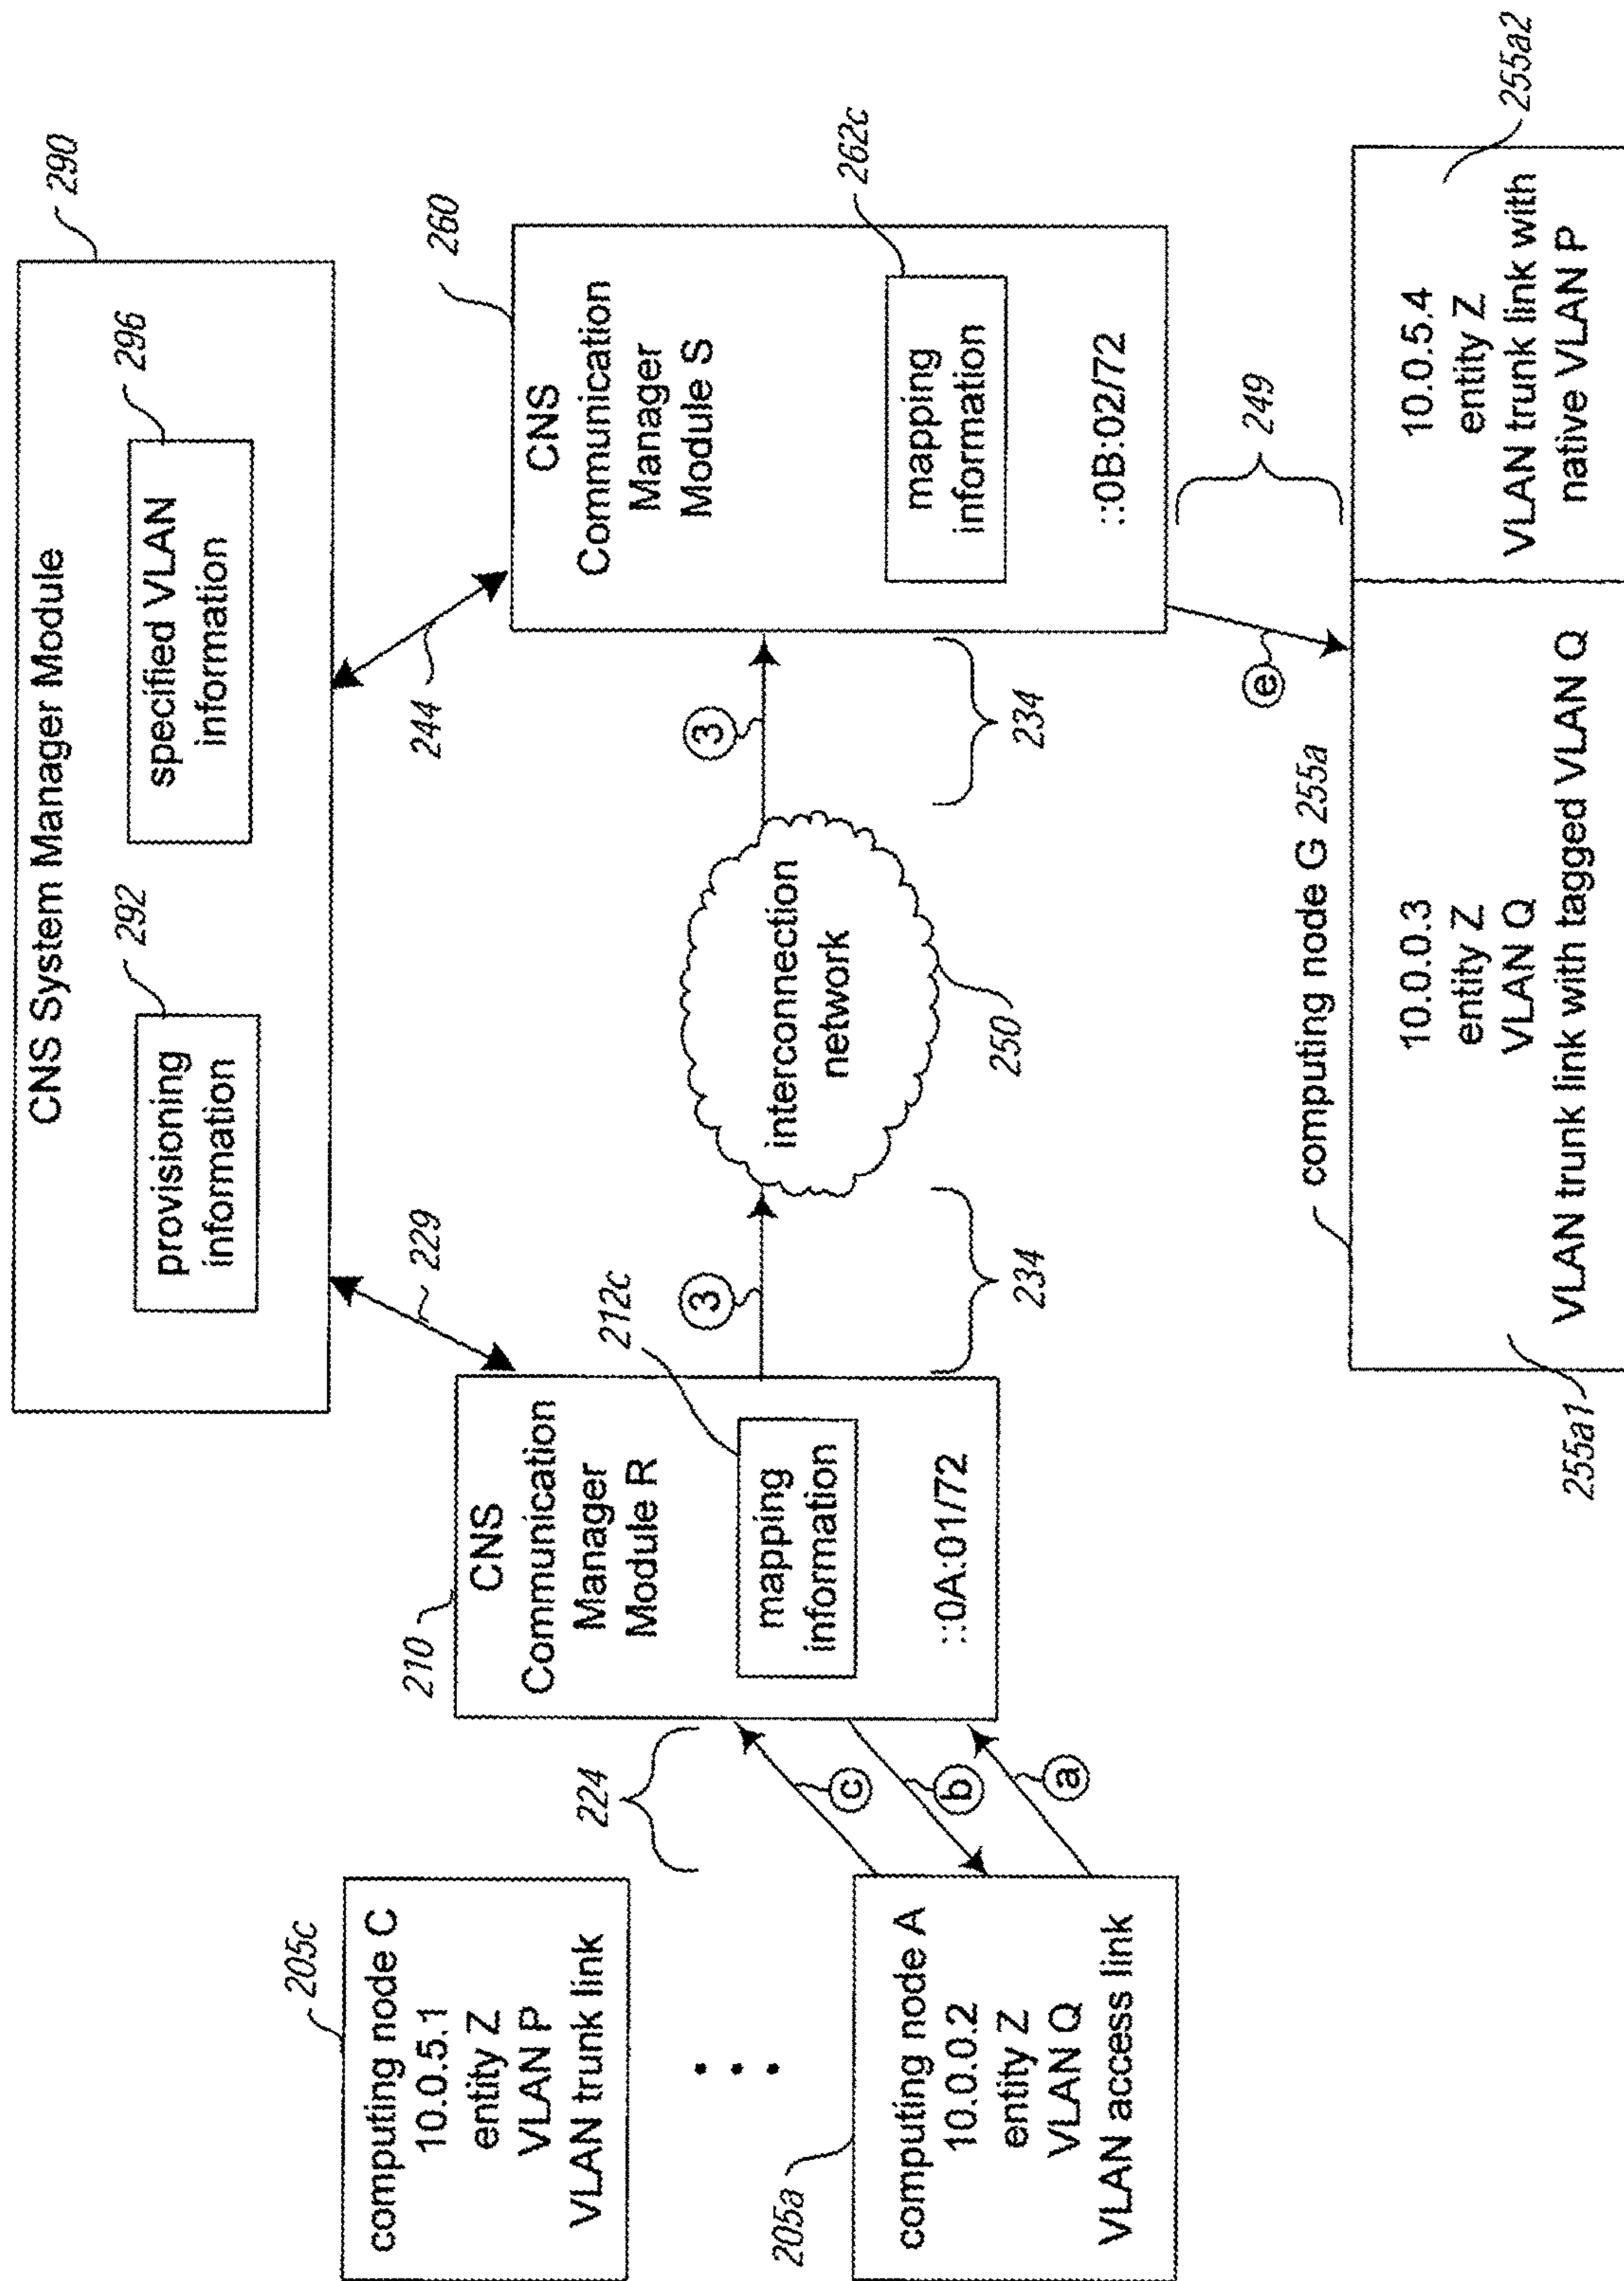 CNS System Manager Module
290
292
provisioning
information
296
specified VLAN
information
229
244
210
CNS
Communication
Manager
Module R
212c
mapping
information
::0A:01/72
3
234
interconnection
network
250
3
234
260
CNS
Communication
Manager
Module S
262c
mapping
information
::0B:02/72
205c
computing node C
10.0.5.1
entity Z
VLAN P
VLAN trunk link
224
c
b
a
205a
computing node A
10.0.0.2
entity Z
VLAN Q
VLAN access link
249
e
computing node G 255a
10.0.0.3
entity Z
VLAN Q
VLAN trunk link with tagged VLAN Q
255a1
10.0.5.4
entity Z
VLAN trunk link with
native VLAN P
255a2